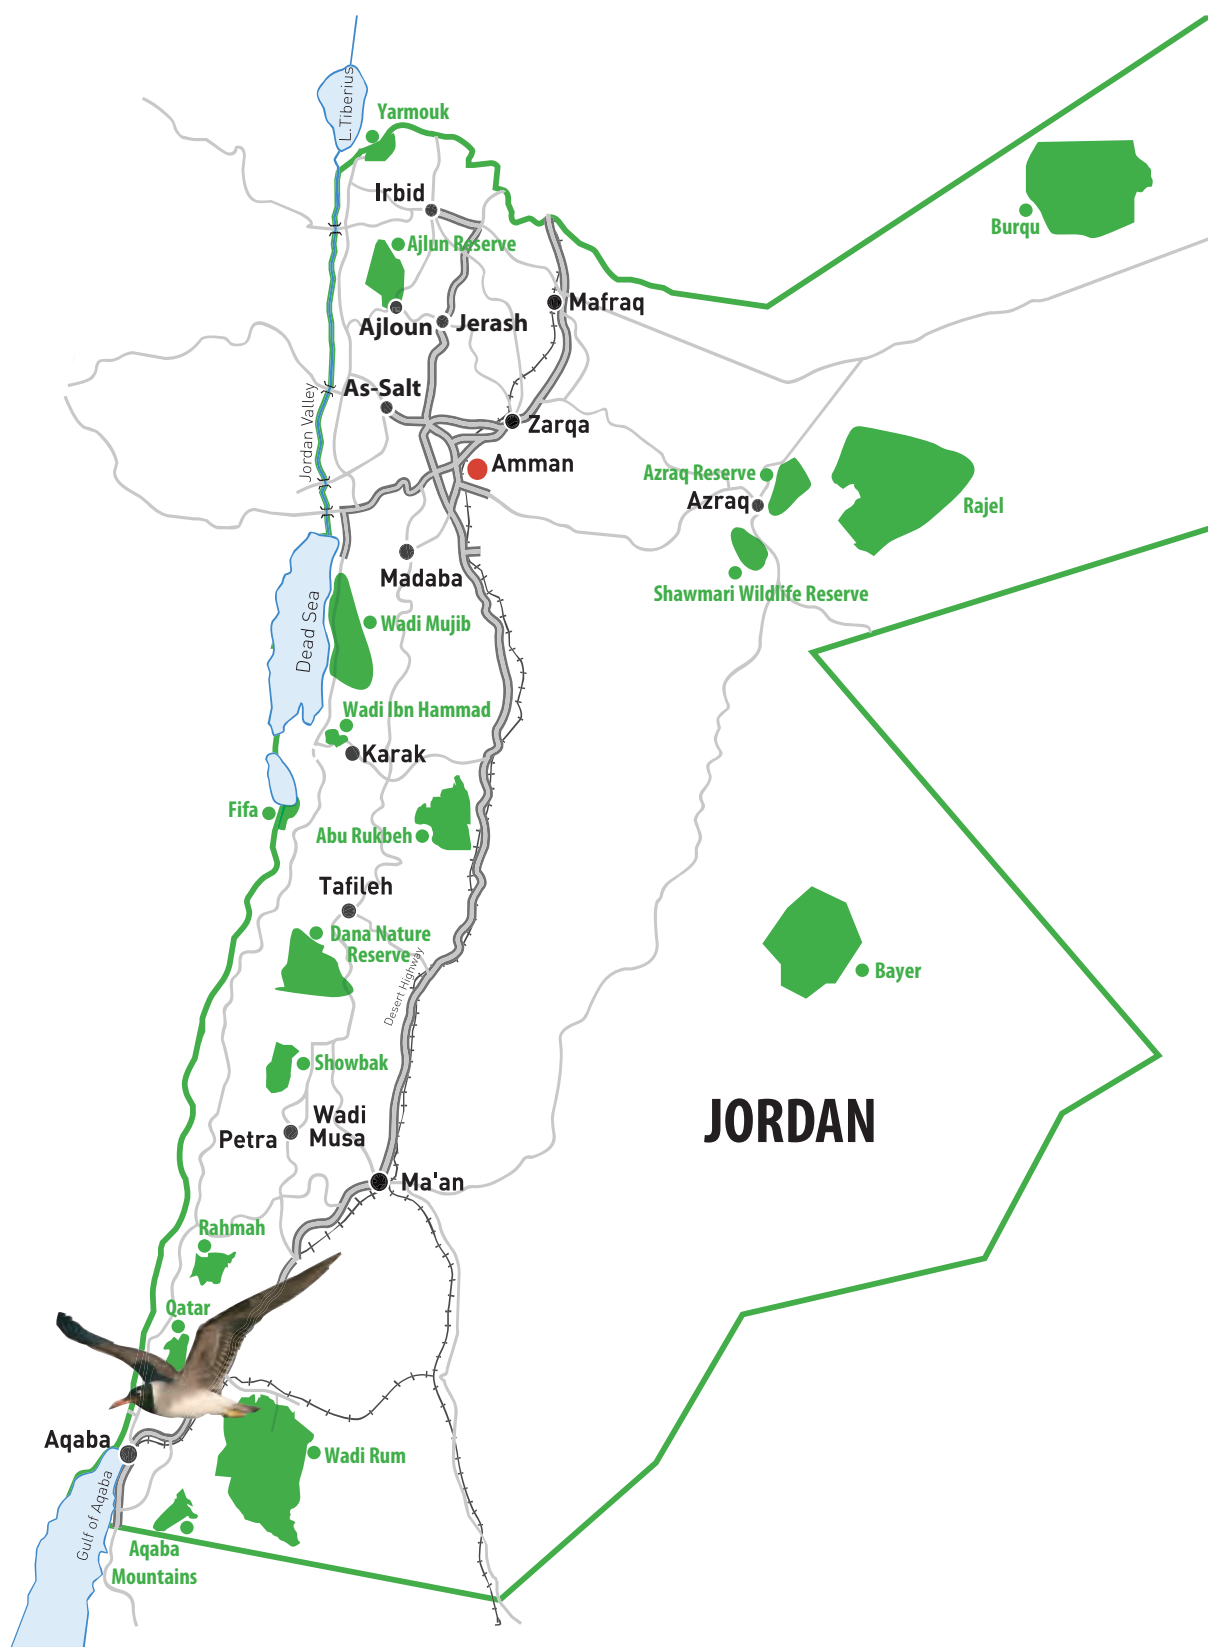 L.Tiberius
Yarmouk
Irbid
Burqu
Ajlun Reserve
Mafraq
Ajloun
Jerash
As-Salt
Jordan Valley
Zarqa
Amman
Azraq Reserve
Azraq
Rajel
Madaba
Shawmari Wildlife Reserve
Dead Sea
Wadi Mujib
Wadi Ibn Hammad
Karak
Fifa
Abu Rukbeh
Tafileh
Dana Nature
Reserve
Desert Highway
Bayer
Showbak
JORDAN
Wadi
Musa
Petra
Ma'an
Rahmah
Qatar
Aqaba
Wadi Rum
Gulf of Aqaba
Aqaba
Mountains